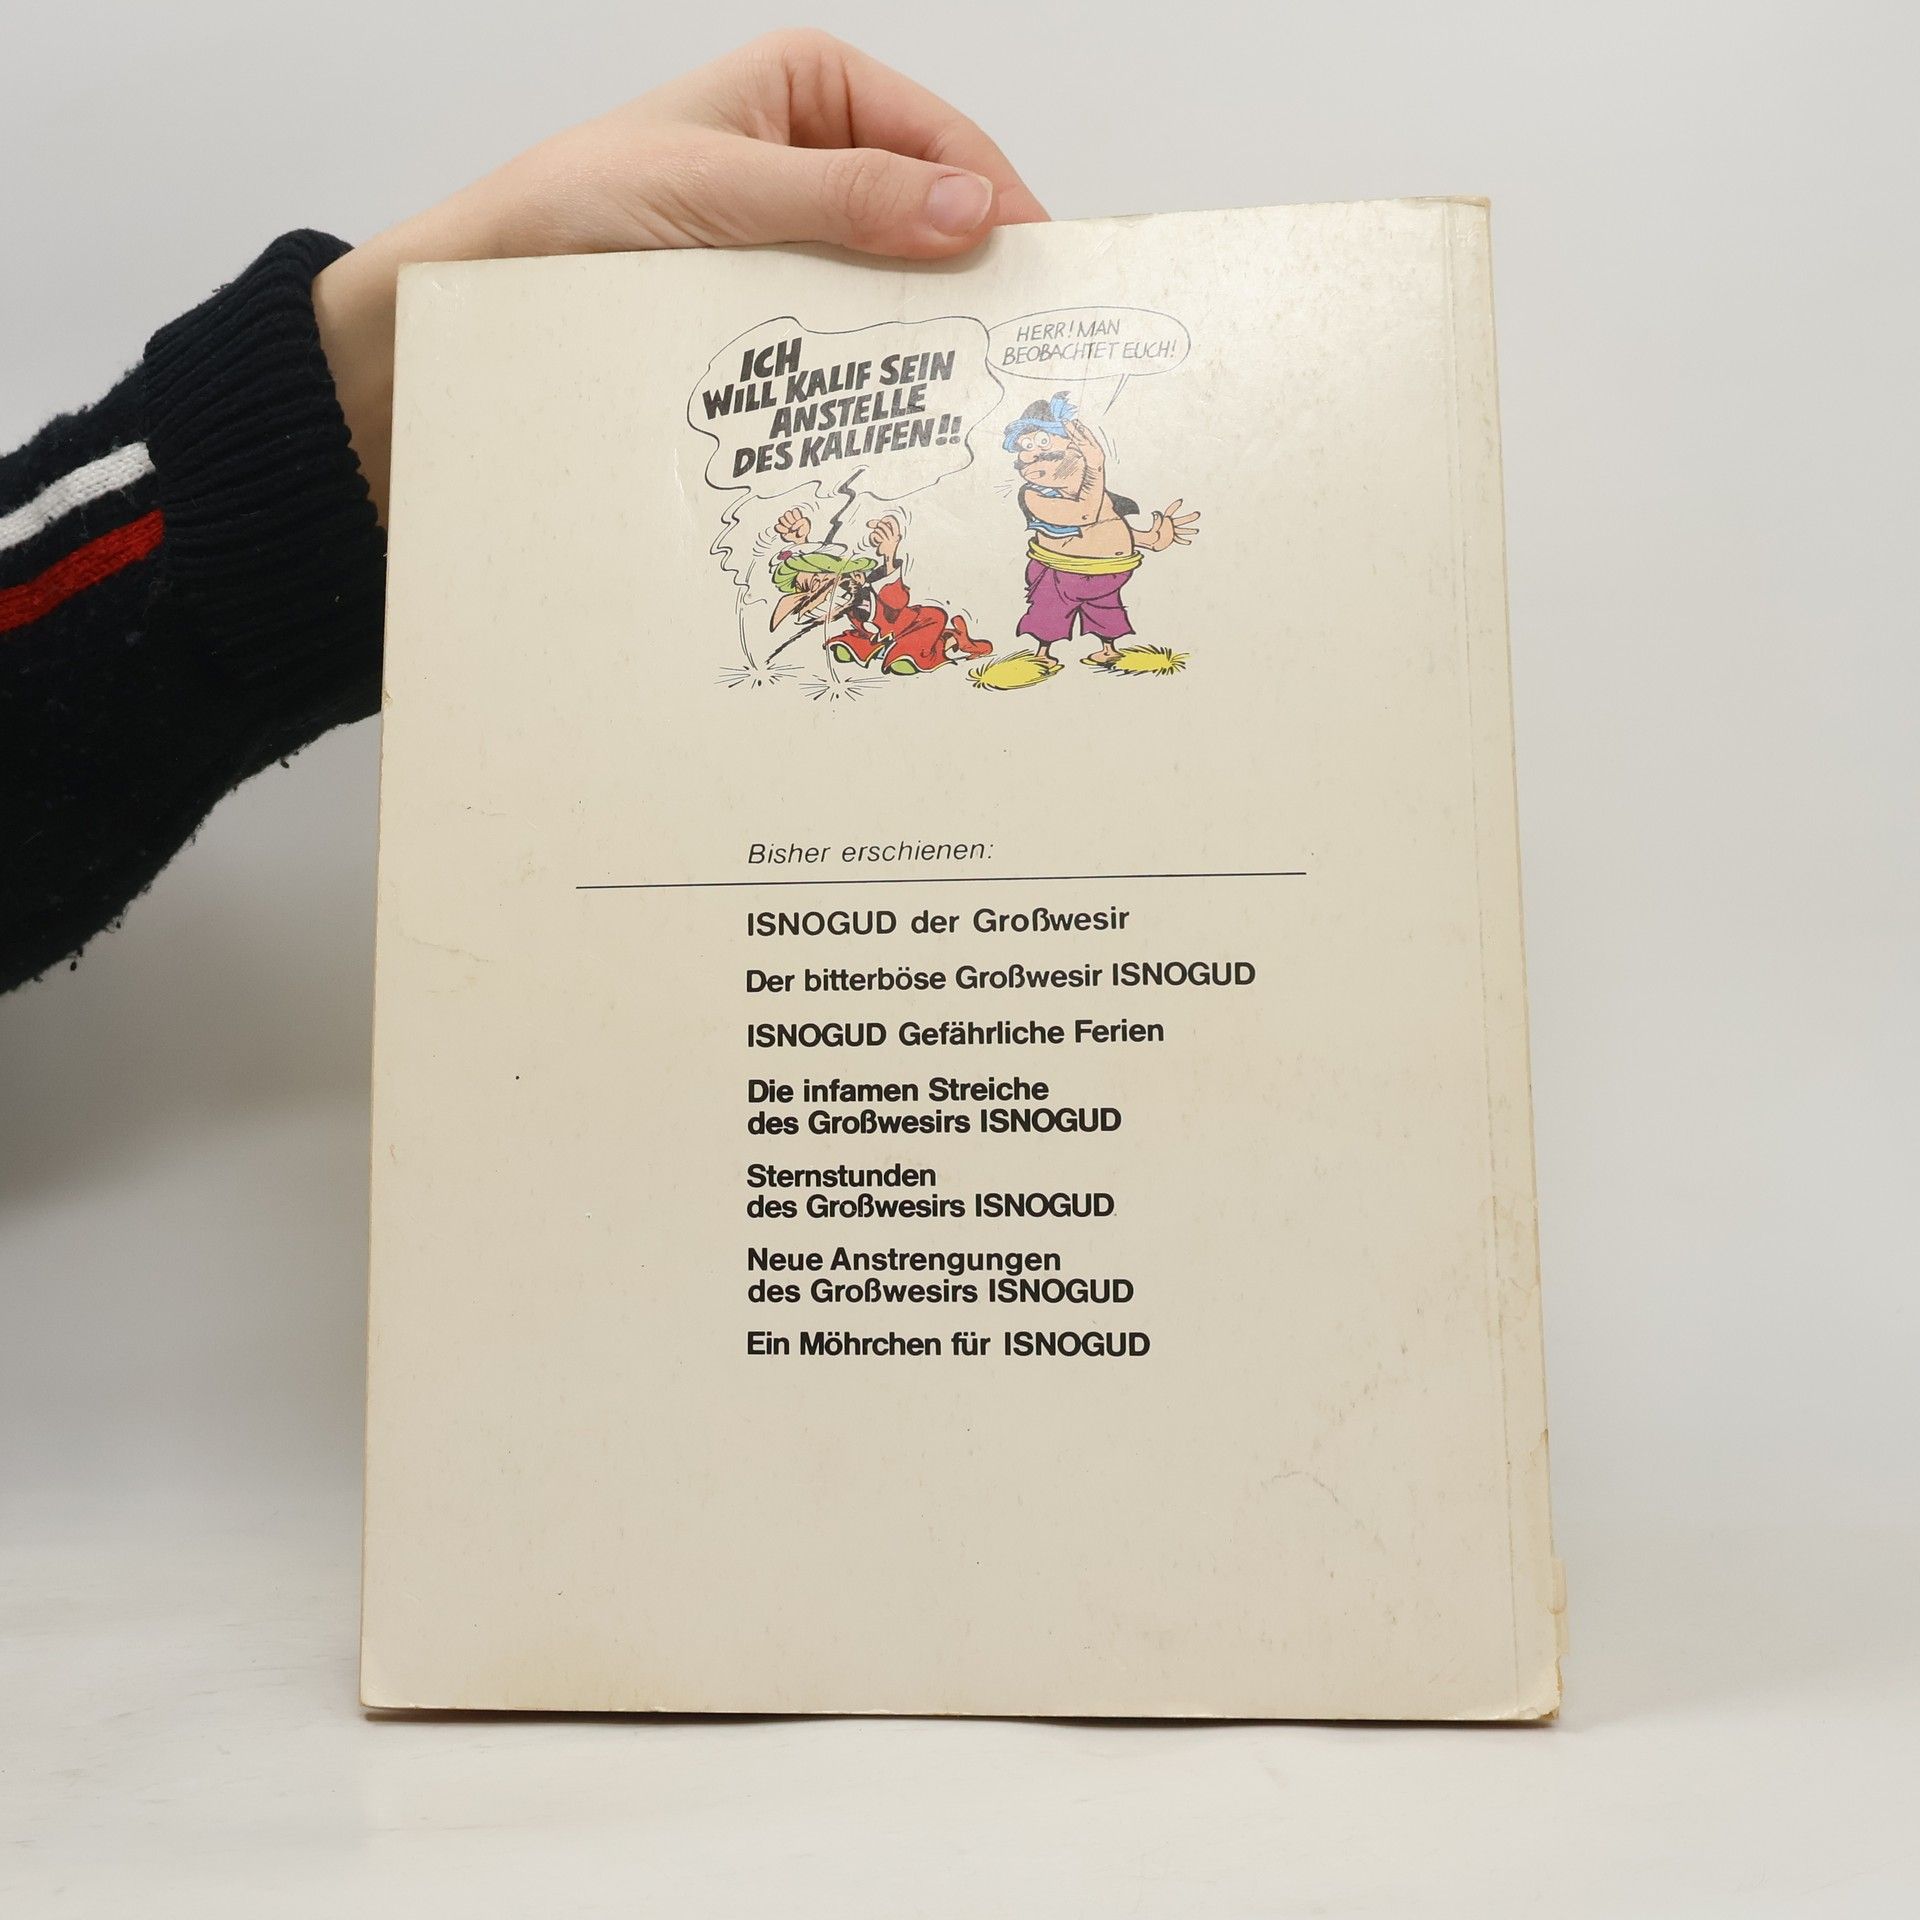 ICH
WILL KALIF SEIN
ANSTELLE
DES KALIFEN!!
HERR! MAN
BEOBACHTET EUCH!
Bisher erschienen:
ISNOGUD der Großwesir
Der bitterböse Großwesir ISNOGUD
ISNOGUD Gefährliche Ferien
Die infamen Streiche
des Großwesirs ISNOGUD
Sternstunden
des Großwesirs ISNOGUD
Neue Anstrengungen
des Großwesirs ISNOGUD
Ein Möhrchen für ISNOGUD